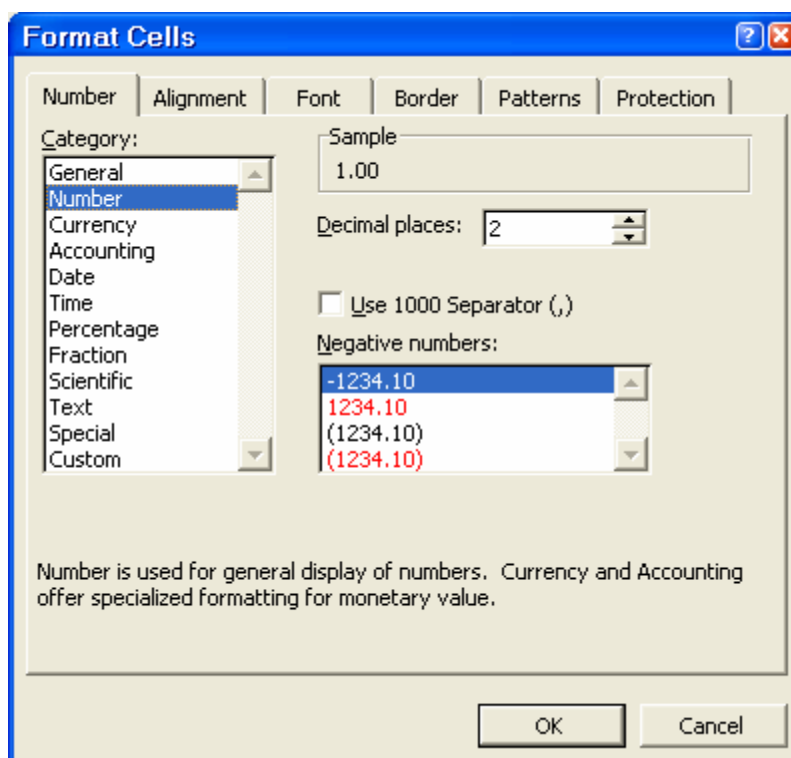 Format Cells
Number Alignment Font Border Patterns Protection
Category:
General
Number
Currency
Accounting
Date
Time
Percentage
Fraction
Scientific
Text
Special
Custom
Sample
1.00
Decimal places: 2
Use 1000 Separator (,)
Negative numbers:
-1234.10
1234.10
(1234.10)
(1234.10)
Number is used for general display of numbers.  Currency and Accounting
offer specialized formatting for monetary value.
OK Cancel